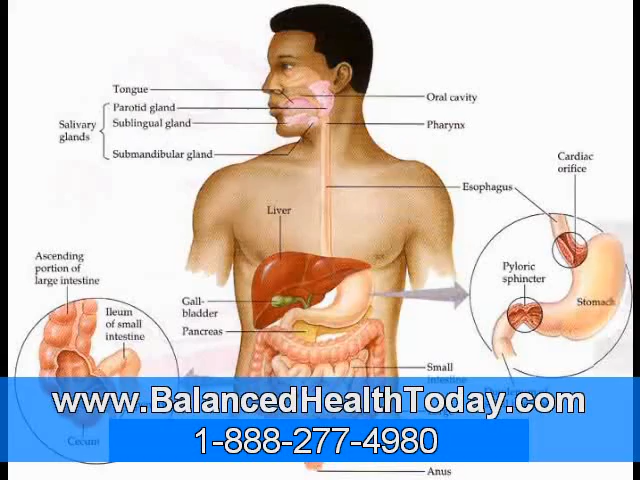 Tongue
Parotid gland
Salivary
glands
Sublingual gland
Submandibular gland
Oral cavity
Pharynx
Cardiac
orifice
Esophagus
Liver
Ascending
portion of
large intestine
Pyloric
sphincter
Ileum
of small
intestine
Gall-
bladder
Stomach
Pancreas
Small
intestine
www.BalancedHealthToday.com
Cecum
1-888-277-4980
Anus